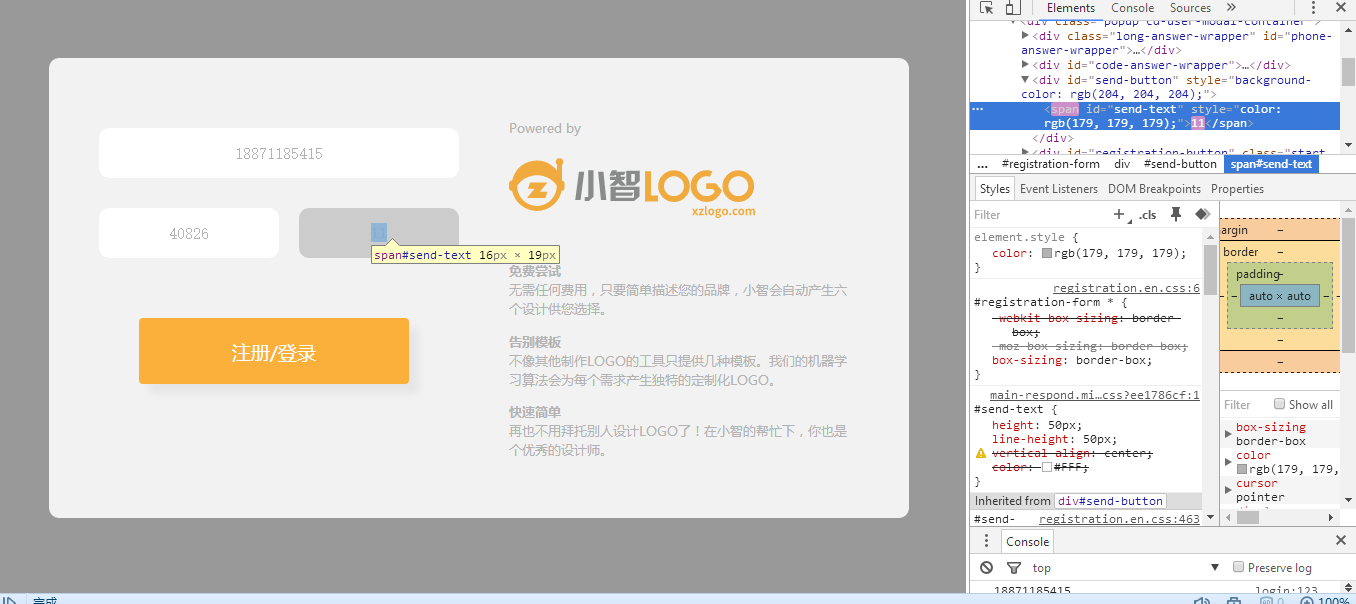 18871185415
40826
11
span#send-text 16px × 19px
注册/登录
Powered by
小智LOGO
xzlogo.com
免费尝试
无需任何费用，只要简单描述您的品牌，小智会自动产生六
个设计供您选择。
告别模板
不像其他制作LOGO的工具只提供几种模板。我们的机器学
习算法会为每个需求产生独特的定制化LOGO。
快速简单
再也不用拜托别人设计LOGO了！在小智的帮忙下，你也是
个优秀的设计师。
Elements Console Sources »
<div class="popup cd-user-modal-container">
<div class="long-answer-wrapper" id="phone-
answer-wrapper">…</div>
<div id="code-answer-wrapper">…</div>
<div id="send-button" style="background-
color: rgb(204, 204, 204);">
<span id="send-text" style="color:
rgb(179, 179, 179);">11</span>
</div>
<div id="registration-button" class="start
... #registration-form div #send-button span#send-text
Styles Event Listeners DOM Breakpoints Properties
Filter + .cls
element.style {
color: rgb(179, 179, 179);
}
registration.en.css:6
#registration-form * {
-webkit-box-sizing: border-
box;
-moz-box-sizing: border-box;
box-sizing: border-box;
}
main-respond.mi…css?ee1786cf:1
#send-text {
height: 50px;
line-height: 50px;
vertical-align: center;
color: #FFF;
}
Inherited from div#send-button
#send- registration.en.css:463
argin –
border –
padding–
– auto × auto –
–
–
–
Filter Show all
box-sizing
border-box
color
rgb(179, 179,
cursor
pointer
Console
top Preserve log
18871185415 login:123
完成
0 100%